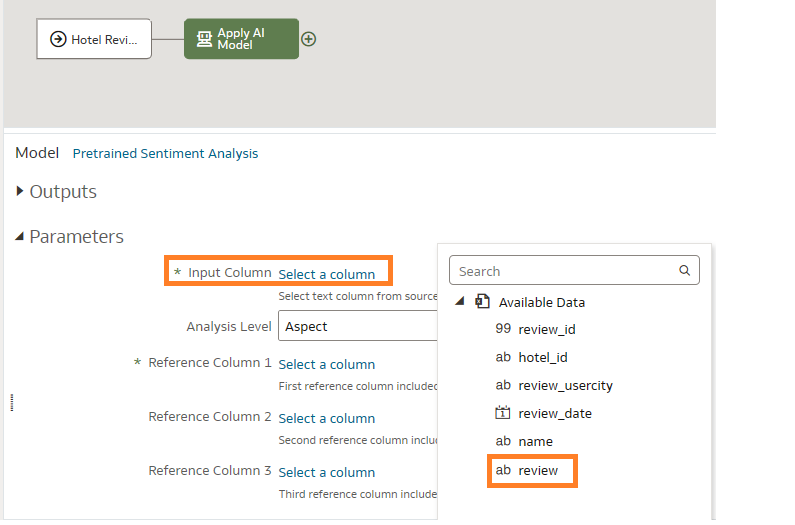 Hotel Revi...
Apply AI
Model
Model Pretrained Sentiment Analysis
Outputs
Parameters
* Input Column Select a column
Select text column from source
Analysis Level Aspect
* Reference Column 1 Select a column
First reference column included
Reference Column 2 Select a column
Second reference column inclu
Reference Column 3 Select a column
Third reference column include
Search
Available Data
99 review_id
ab hotel_id
ab review_usercity
1 review_date
ab name
ab review